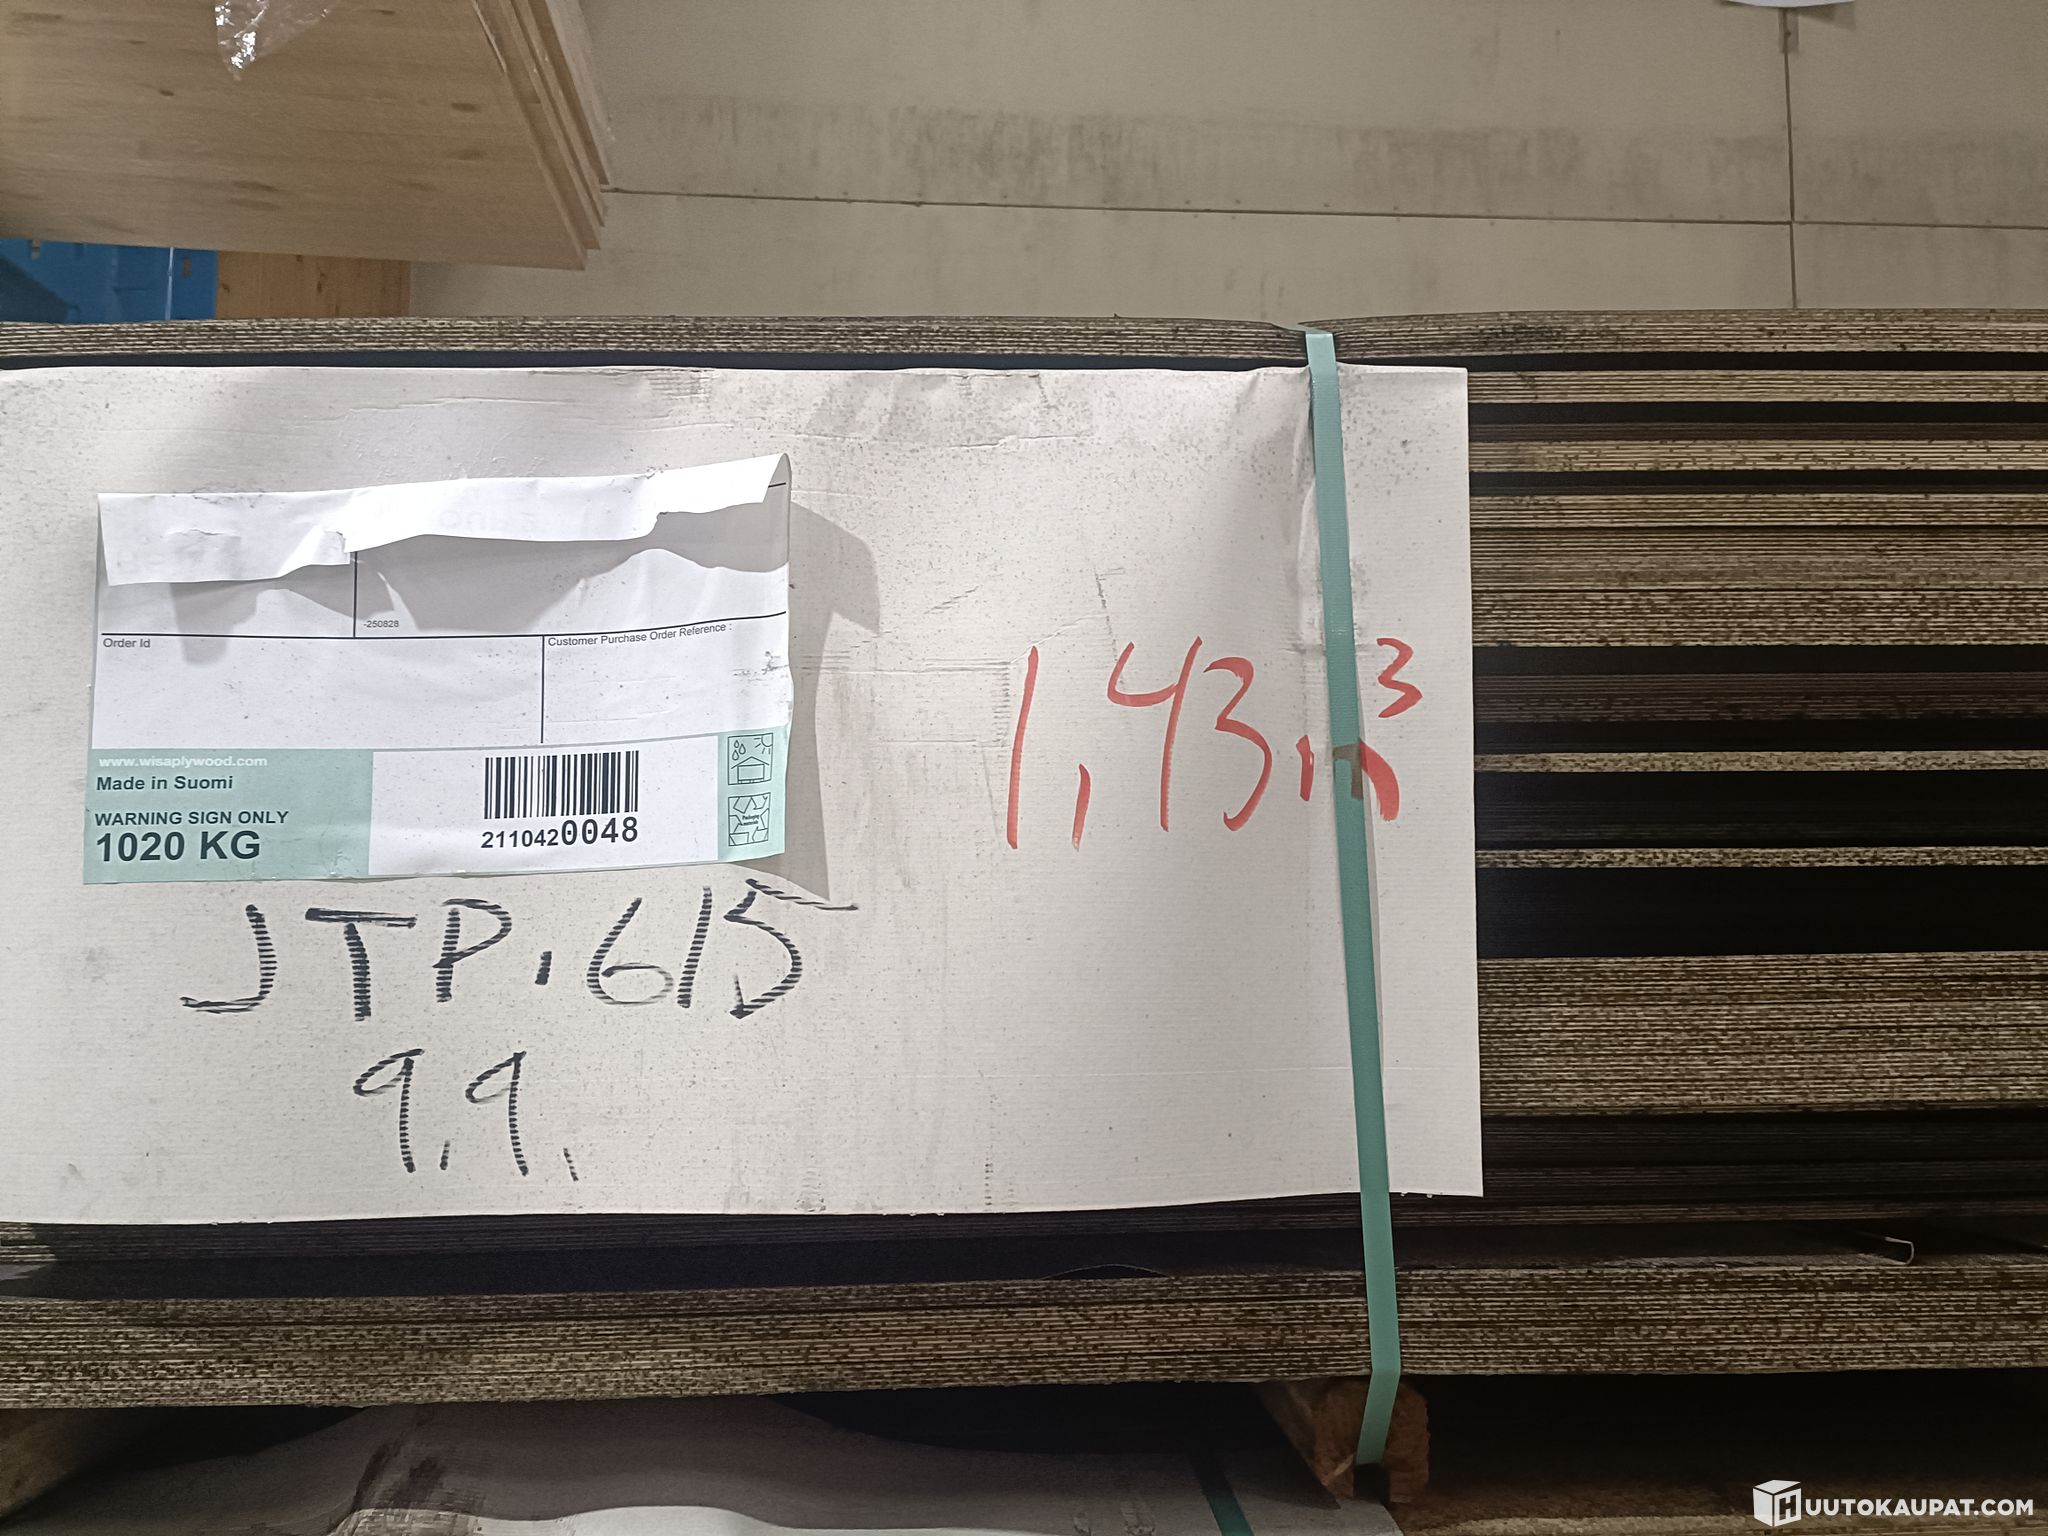 -250828
Order Id
Customer Purchase Order Reference :
www.wisaplywood.com
Made in Suomi
WARNING SIGN ONLY
1020 KG
2110420048
1,43m³
JTP.615
9.9.
HUUTOKAUPAT.COM